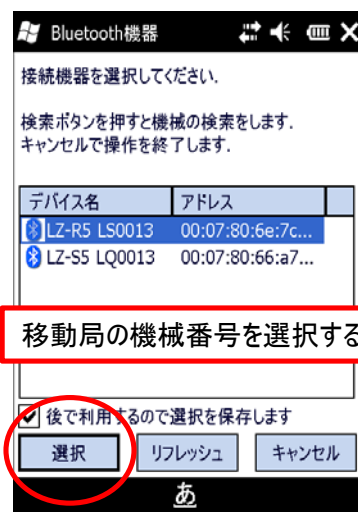 Bluetooth機器
接続機器を選択してください.
検索ボタンを押すと機械の検索をします.
キャンセルで操作を終了します.
デバイス名 アドレス
LZ-R5 LS0013 00:07:80:6e:7c...
LZ-S5 LQ0013 00:07:80:66:a7...
移動局の機械番号を選択する
後で利用するので選択を保存します
選択 リフレッシュ キャンセル
あ